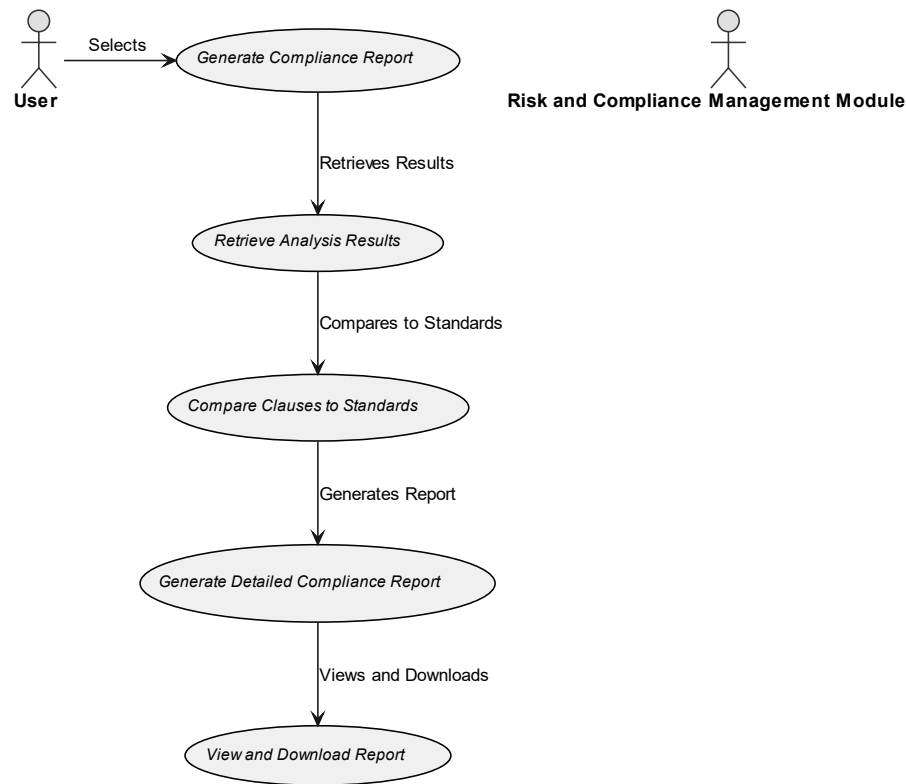 Selects
Generate Compliance Report
User
Risk and Compliance Management Module
Retrieves Results
Retrieve Analysis Results
Compares to Standards
Compare Clauses to Standards
Generates Report
Generate Detailed Compliance Report
Views and Downloads
View and Download Report